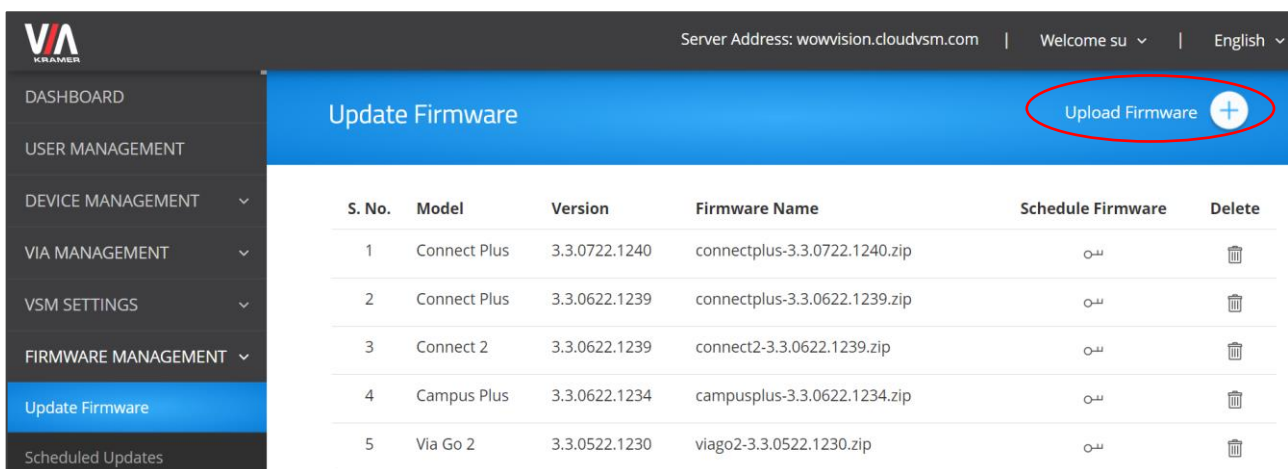 VIA
KRAMER
Server Address: wowvision.cloudvsm.com | Welcome su | English
DASHBOARD
USER MANAGEMENT
DEVICE MANAGEMENT
VIA MANAGEMENT
VSM SETTINGS
FIRMWARE MANAGEMENT
Update Firmware
Scheduled Updates
Update Firmware
Upload Firmware +
S. No. Model Version Firmware Name Schedule Firmware Delete
1 Connect Plus 3.3.0722.1240 connectplus-3.3.0722.1240.zip
2 Connect Plus 3.3.0622.1239 connectplus-3.3.0622.1239.zip
3 Connect 2 3.3.0622.1239 connect2-3.3.0622.1239.zip
4 Campus Plus 3.3.0622.1234 campusplus-3.3.0622.1234.zip
5 Via Go 2 3.3.0522.1230 viago2-3.3.0522.1230.zip